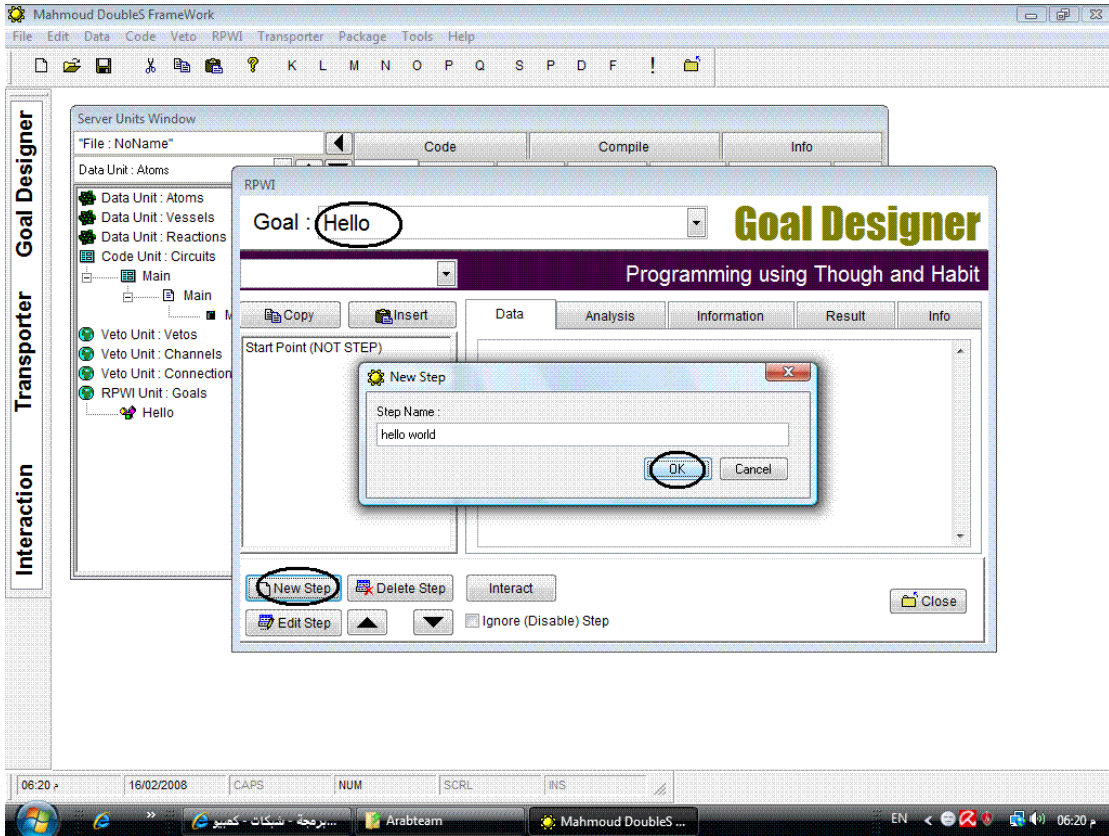 Mahmoud DoubleS FrameWork
File Edit Data Code Veto RPWI Transporter Package Tools Help
K L M N O P Q S P D F !
Goal Designer
Transporter
Interaction
Server Units Window
"File : NoName"
Code Compile Info
Data Unit : Atoms
Data Unit : Atoms
Data Unit : Vessels
Data Unit : Reactions
Code Unit : Circuits
Main
Main
Veto Unit : Vetos
Veto Unit : Channels
Veto Unit : Connection
RPWI Unit : Goals
Hello
RPWI
Goal : Hello
Goal Designer
Programming using Though and Habit
Copy Insert
Data Analysis Information Result Info
Start Point (NOT STEP)
New Step
Step Name :
hello world
OK Cancel
New Step Delete Step Interact
Close
Edit Step Ignore (Disable) Step
06:20 م 16/02/2008 CAPS NUM SCRL INS
برمجة - شبكات - كمبيو... Arabteam Mahmoud DoubleS ... EN 06:20 م